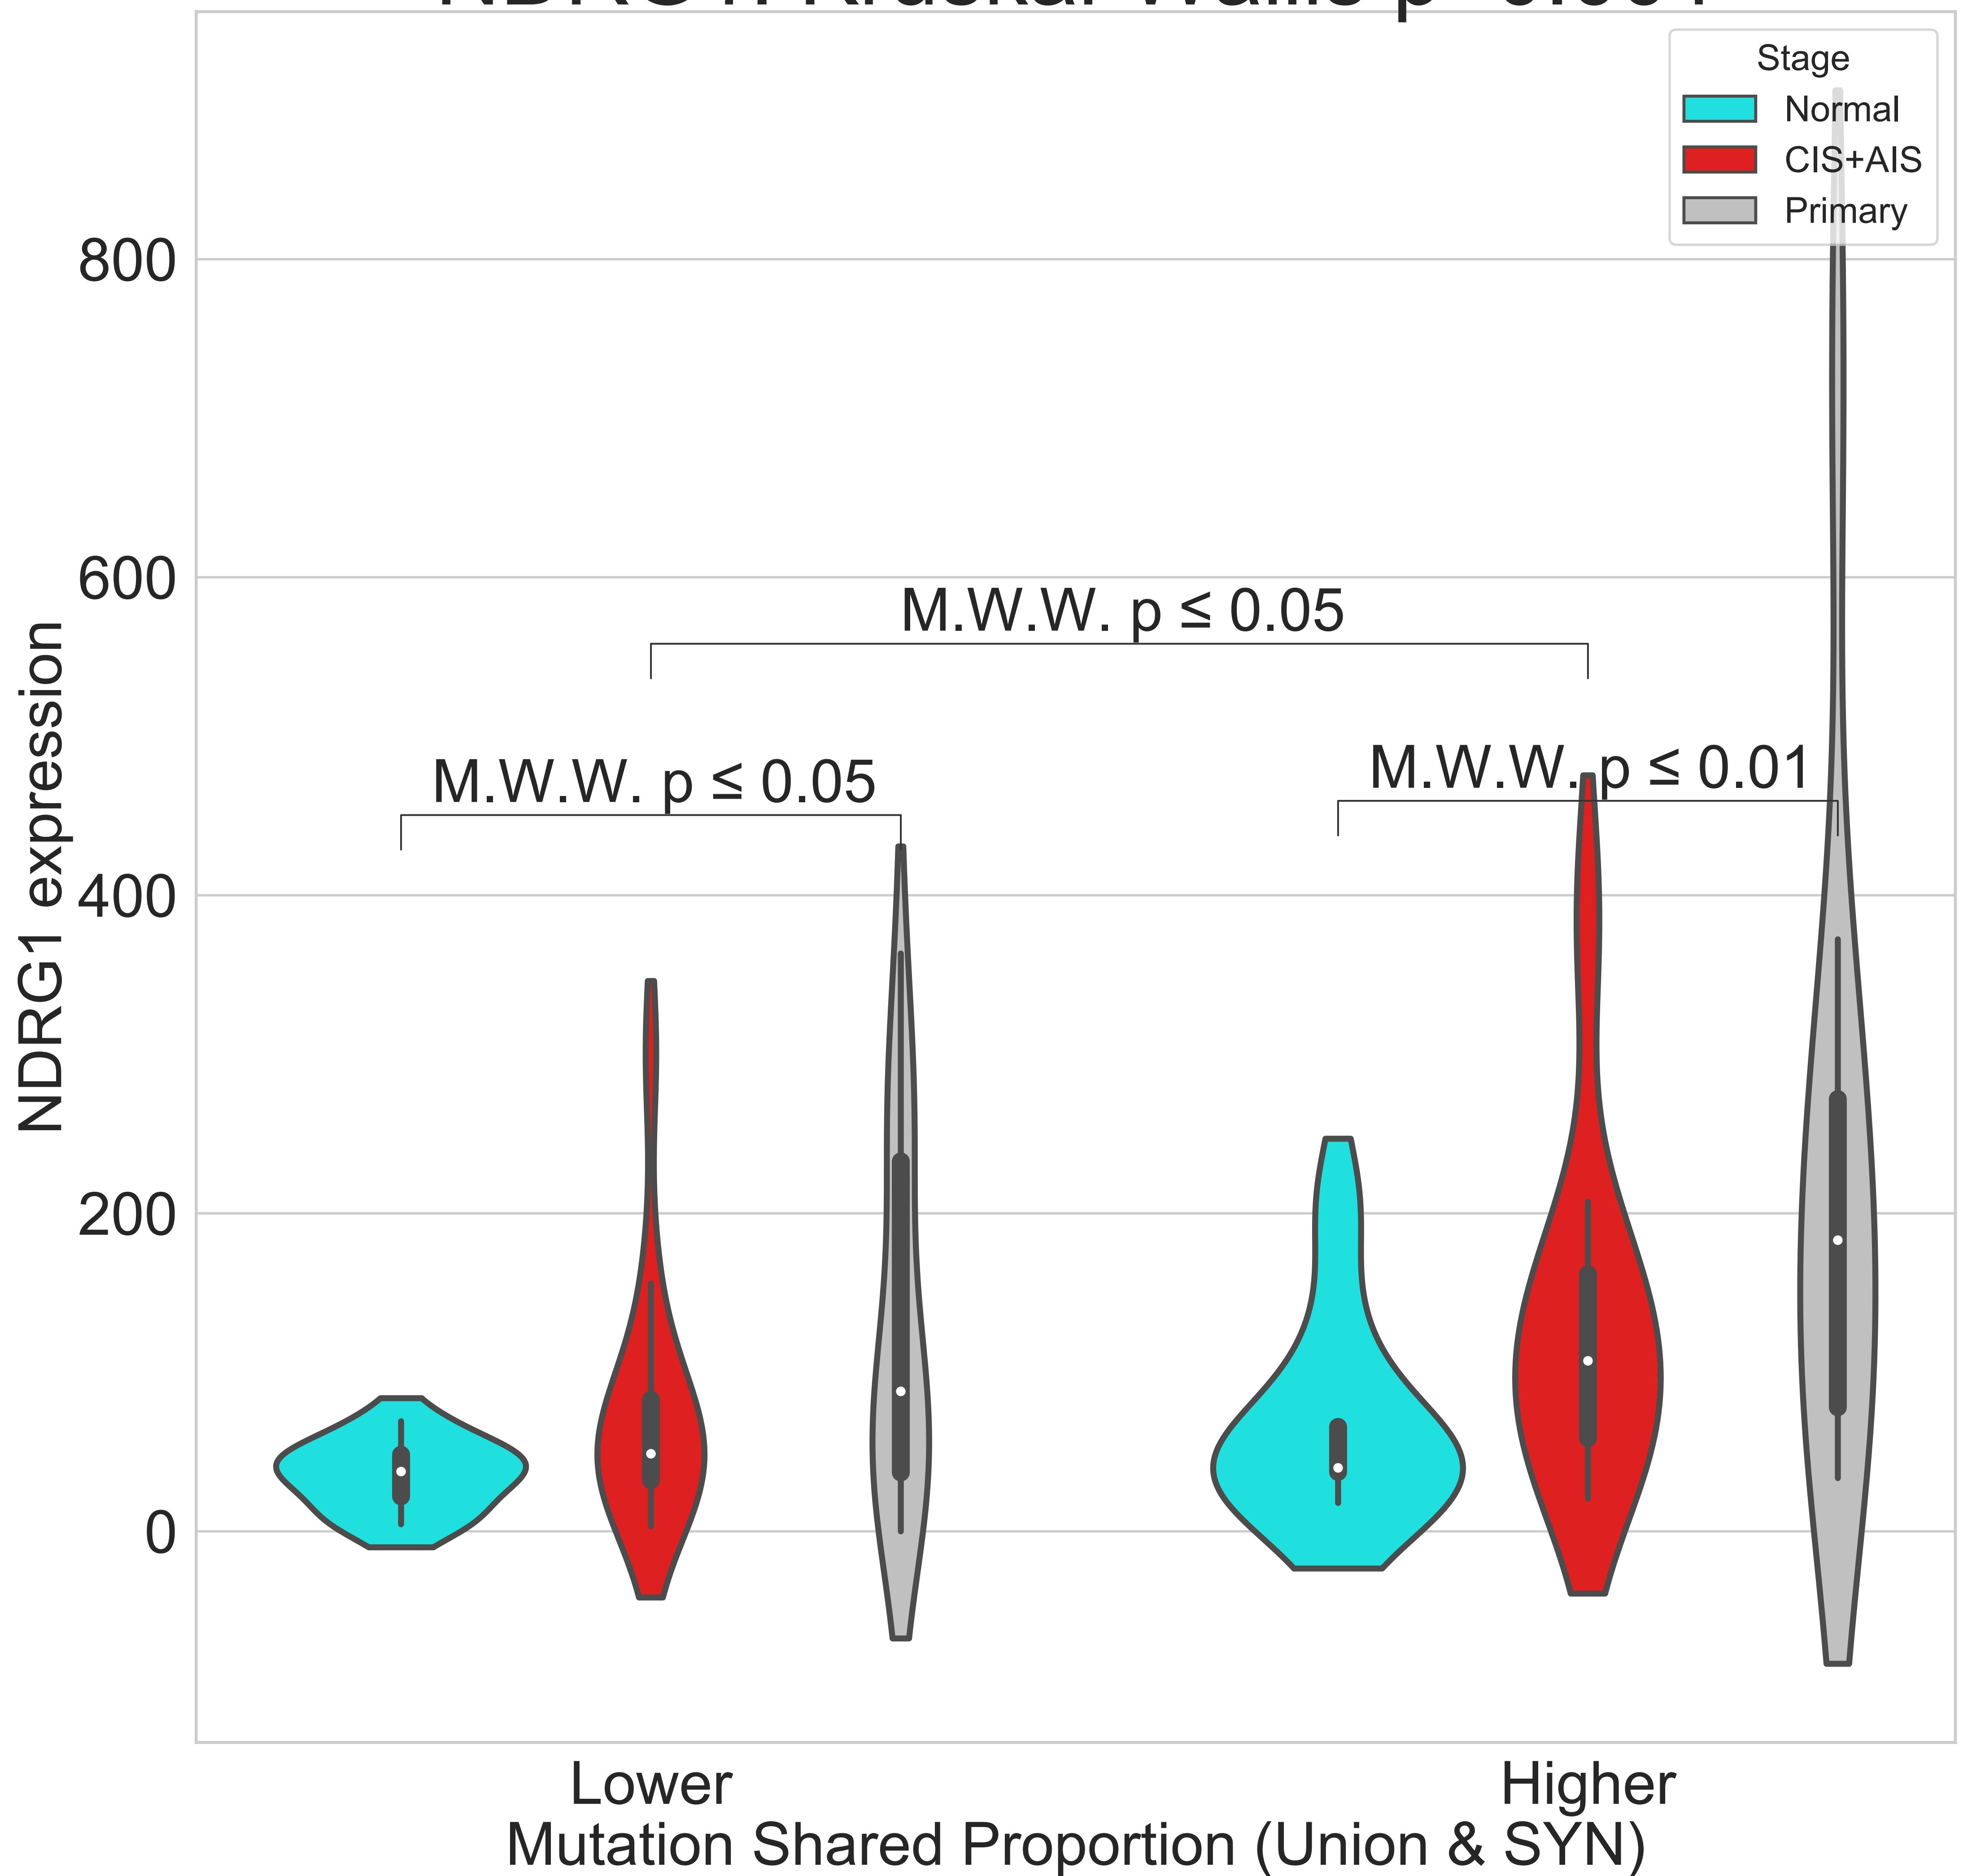 Stage
Normal
CIS+AIS
Primary
800
600
400
200
0
NDRG1 expression
M.W.W. p ≤ 0.05
M.W.W. p ≤ 0.05
M.W.W. p ≤ 0.01
Lower
Higher
Mutation Shared Proportion (Union & SYN)